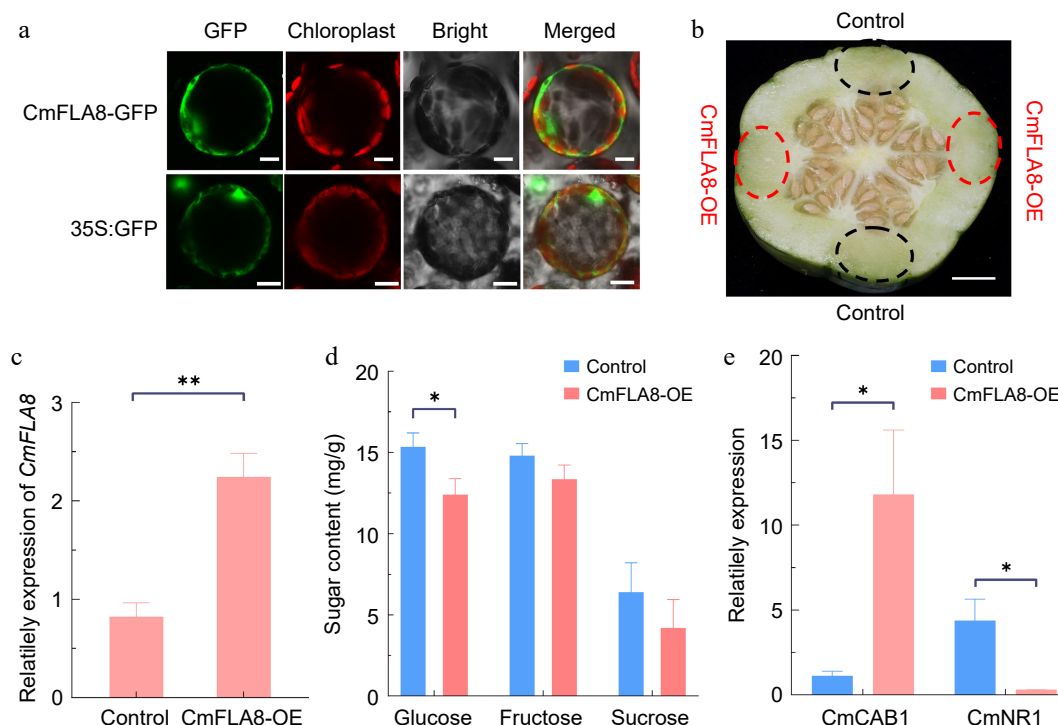 a
GFP Chloroplast Bright Merged
CmFLA8-GFP
35S:GFP
b
Control
CmFLA8-OE
CmFLA8-OE
Control
c
Relatilely expression of CmFLA8
3
2
1
0
**
Control CmFLA8-OE
d
Sugar content (mg/g)
20
15
10
5
0
Control
CmFLA8-OE
*
Glucose Fructose Sucrose
e
Relatilely expression
20
15
10
5
0
Control
CmFLA8-OE
*
*
CmCAB1 CmNR1